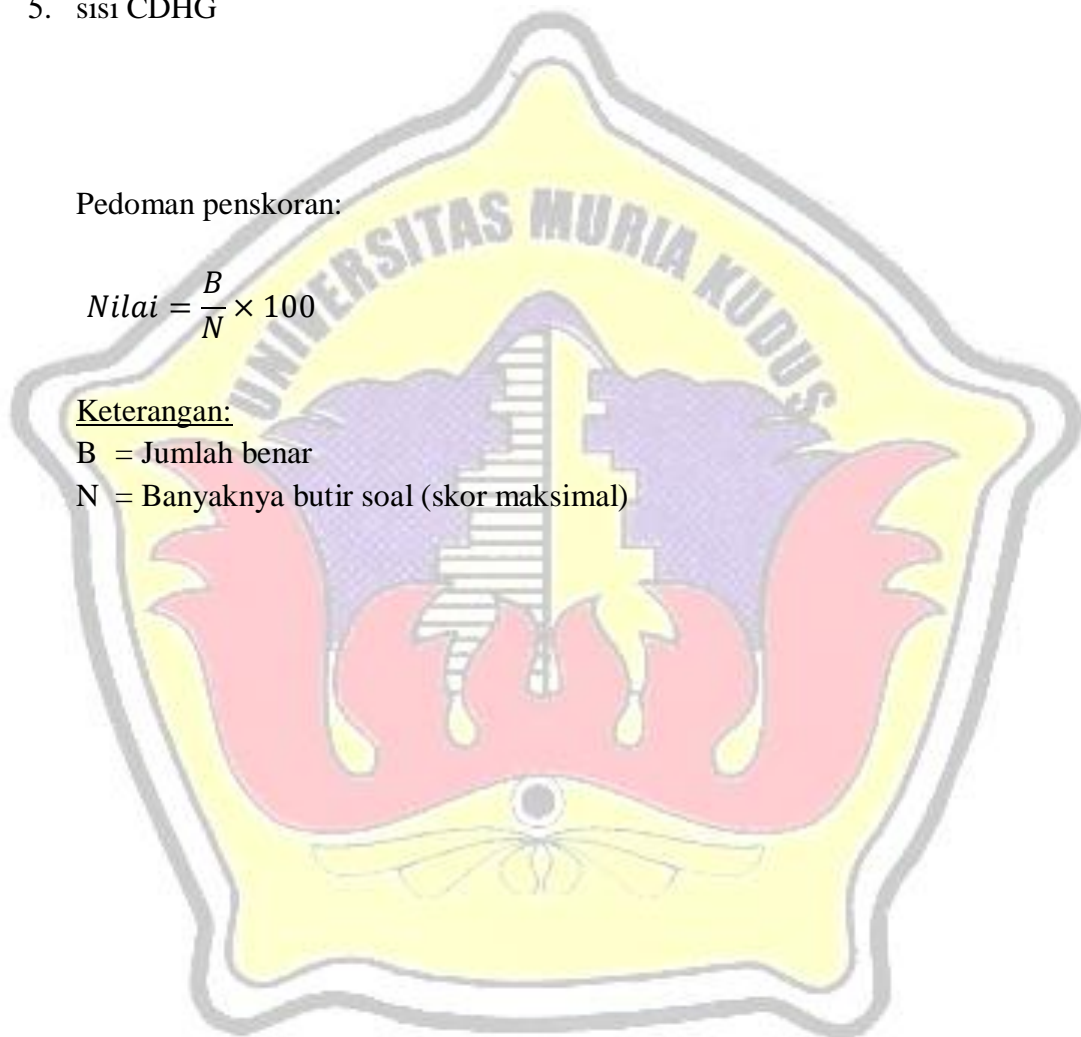 5. sisi CDHG
Pedoman penskoran:
Nilai = B/N × 100
Keterangan:
B = Jumlah benar
N = Banyaknya butir soal (skor maksimal)
UNIVERSITAS MURIA KUDUS